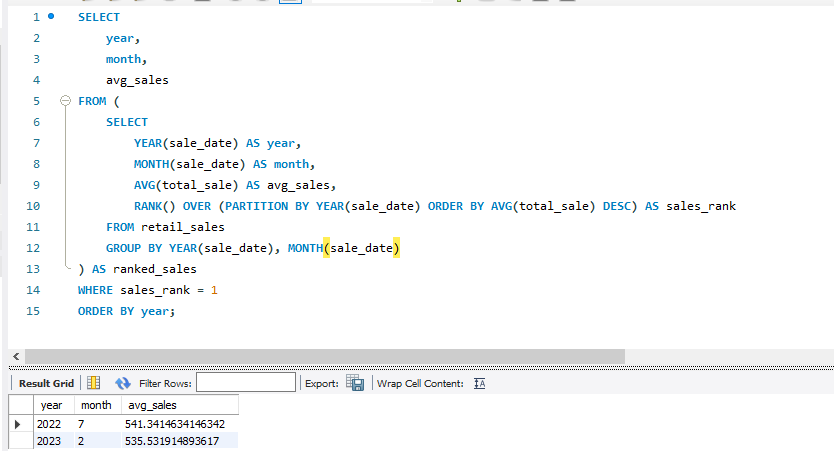 1 SELECT
2 year,
3 month,
4 avg_sales
5 FROM (
6 SELECT
7 YEAR(sale_date) AS year,
8 MONTH(sale_date) AS month,
9 AVG(total_sale) AS avg_sales,
10 RANK() OVER (PARTITION BY YEAR(sale_date) ORDER BY AVG(total_sale) DESC) AS sales_rank
11 FROM retail_sales
12 GROUP BY YEAR(sale_date), MONTH(sale_date)
13 ) AS ranked_sales
14 WHERE sales_rank = 1
15 ORDER BY year;
Result Grid Filter Rows: Export: Wrap Cell Content:
year month avg_sales
2022 7 541.3414634146342
2023 2 535.531914893617